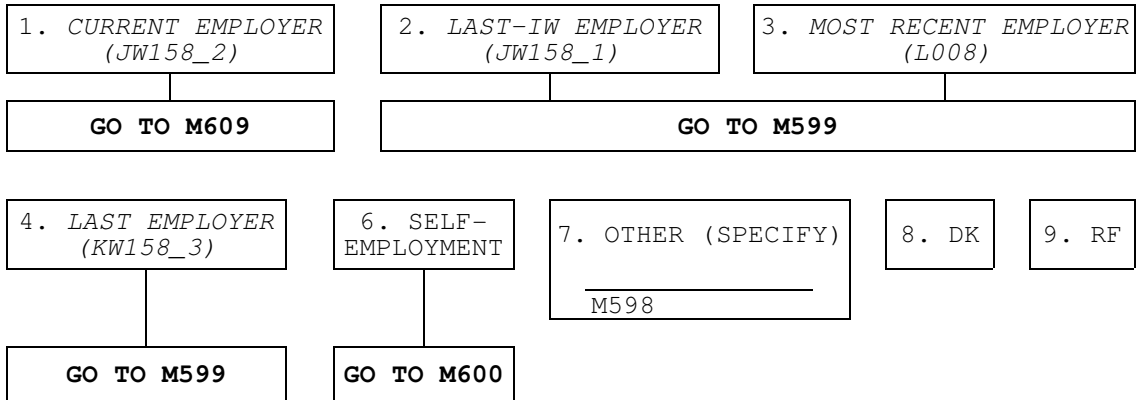 1. CURRENT EMPLOYER
(JW158_2)
2. LAST-IW EMPLOYER
(JW158_1)
3. MOST RECENT EMPLOYER
(L008)
GO TO M609
GO TO M599
4. LAST EMPLOYER
(KW158_3)
6. SELF-
EMPLOYMENT
7. OTHER (SPECIFY)
M598
8. DK
9. RF
GO TO M599
GO TO M600